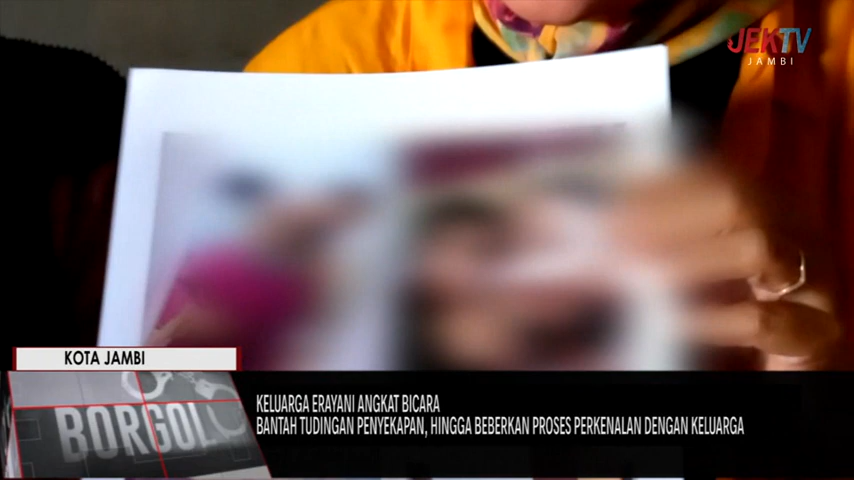 JEKTV
JAMBI
KOTA JAMBI
BORGOL
KELUARGA ERAYANI ANGKAT BICARA
BANTAH TUDINGAN PENYEKAPAN, HINGGA BEBERKAN PROSES PERKENALAN DENGAN KELUARGA